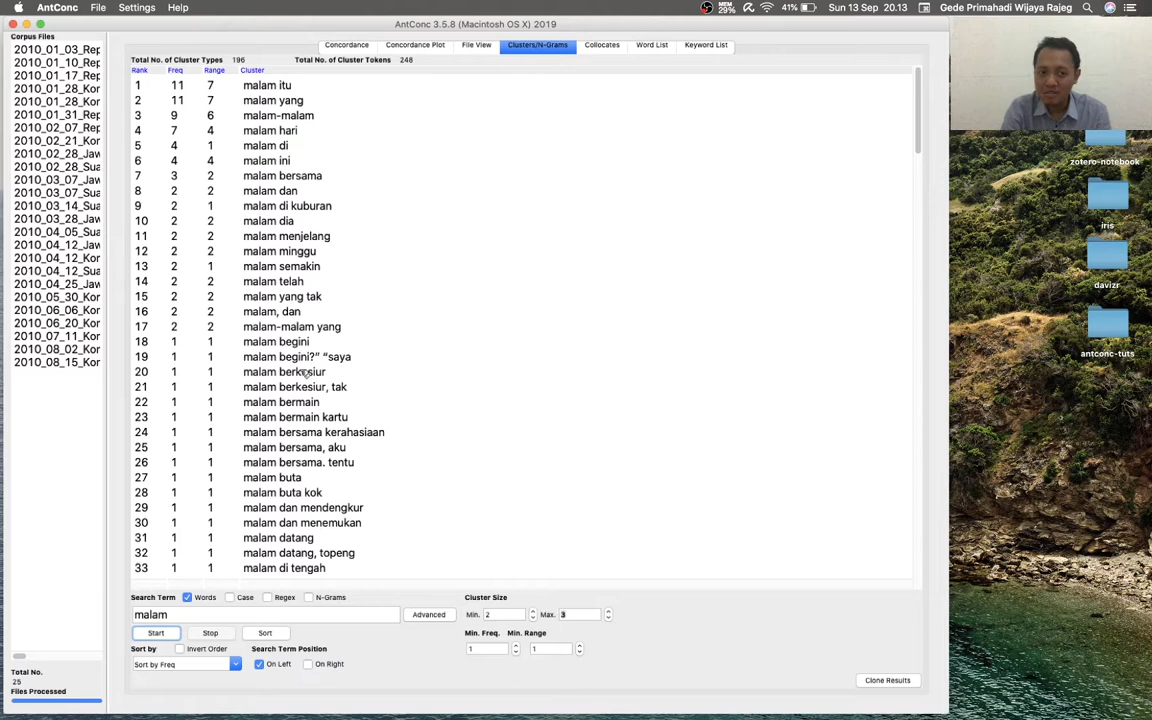 AntConc File Settings Help
MEM 29%
41%
Sun 13 Sep 20.13
Gede Primahadi Wijaya Rajeg
AntConc 3.5.8 (Macintosh OS X) 2019
Corpus Files
2010_01_03_Rep
2010_01_10_Rep
2010_01_17_Rep
2010_01_28_Kor
2010_01_28_Kor
2010_01_31_Rep
2010_02_07_Rep
2010_02_21_Kor
2010_02_28_Jaw
2010_02_28_Sua
2010_03_07_Jaw
2010_03_07_Sua
2010_03_14_Sua
2010_03_28_Jaw
2010_04_05_Sua
2010_04_12_Jaw
2010_04_12_Kor
2010_04_12_Sua
2010_04_25_Jaw
2010_05_30_Kor
2010_06_06_Kor
2010_06_20_Kor
2010_07_11_Kor
2010_08_02_Kor
2010_08_15_Kor
Total No.
25
Files Processed
Concordance Concordance Plot File View Clusters/N-Grams Collocates Word List Keyword List
Total No. of Cluster Types 196 Total No. of Cluster Tokens 248
Rank Freq Range Cluster
1 11 7 malam itu
2 11 7 malam yang
3 9 6 malam-malam
4 7 4 malam hari
5 4 1 malam di
6 4 4 malam ini
7 3 2 malam bersama
8 2 2 malam dan
9 2 1 malam di kuburan
10 2 2 malam dia
11 2 2 malam menjelang
12 2 2 malam minggu
13 2 1 malam semakin
14 2 2 malam telah
15 2 2 malam yang tak
16 2 2 malam, dan
17 2 2 malam-malam yang
18 1 1 malam begini
19 1 1 malam begini?” “saya
20 1 1 malam berkesiur
21 1 1 malam berkesiur, tak
22 1 1 malam bermain
23 1 1 malam bermain kartu
24 1 1 malam bersama kerahasiaan
25 1 1 malam bersama, aku
26 1 1 malam bersama. tentu
27 1 1 malam buta
28 1 1 malam buta kok
29 1 1 malam dan mendengkur
30 1 1 malam dan menemukan
31 1 1 malam datang
32 1 1 malam datang, topeng
33 1 1 malam di tengah
Search Term Words Case Regex N-Grams
malam
Advanced
Start Stop Sort
Sort by Invert Order
Sort by Freq
Search Term Position
On Left On Right
Cluster Size
Min. 2 Max. 3
Min. Freq. Min. Range
1 1
Clone Results
zotero-notebook
iris
davizr
antconc-tuts